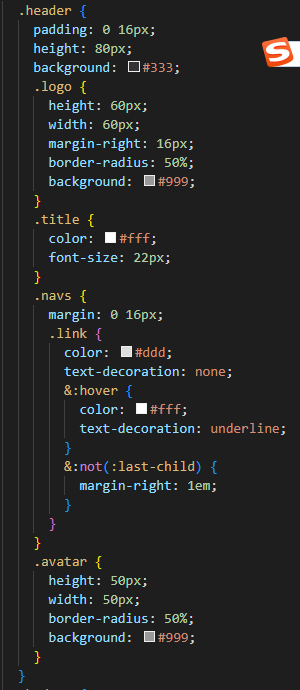 .header {
padding: 0 16px;
height: 80px;
background: #333;
.logo {
height: 60px;
width: 60px;
margin-right: 16px;
border-radius: 50%;
background: #999;
}
.title {
color: #fff;
font-size: 22px;
}
.navs {
margin: 0 16px;
.link {
color: #ddd;
text-decoration: none;
&:hover {
color: #fff;
text-decoration: underline;
}
&:not(:last-child) {
margin-right: 1em;
}
}
}
.avatar {
height: 50px;
width: 50px;
border-radius: 50%;
background: #999;
}
}